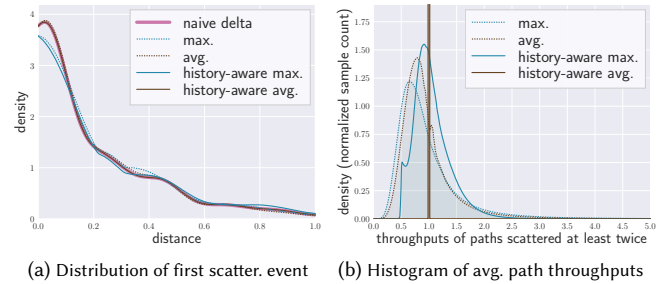 4
3
2
1
0
density
0.0
0.2
0.4
0.6
0.8
1.0
distance
naive delta
max.
avg.
history-aware max.
history-aware avg.
(a) Distribution of first scatter. event
1.75
1.50
1.25
1.00
0.75
0.50
0.25
0.00
density (normalized sample count)
0.0
0.5
1.0
1.5
2.0
2.5
3.0
3.5
4.0
4.5
5.0
throughputs of paths scattered at least twice
max.
avg.
history-aware max.
history-aware avg.
(b) Histogram of avg. path throughputs